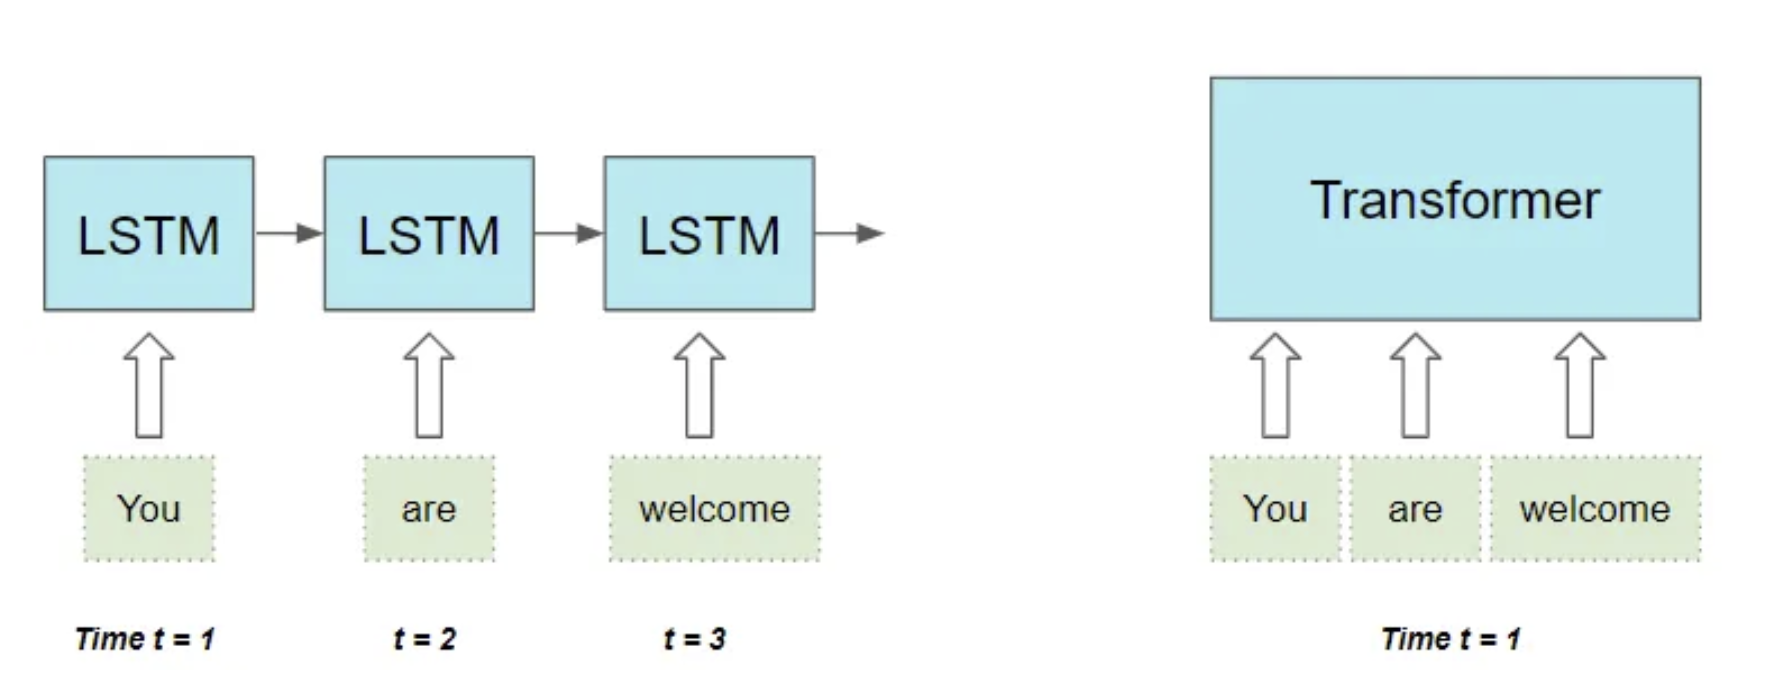 LSTM
LSTM
LSTM
You
are
welcome
Time t = 1
t = 2
t = 3
Transformer
You
are
welcome
Time t = 1